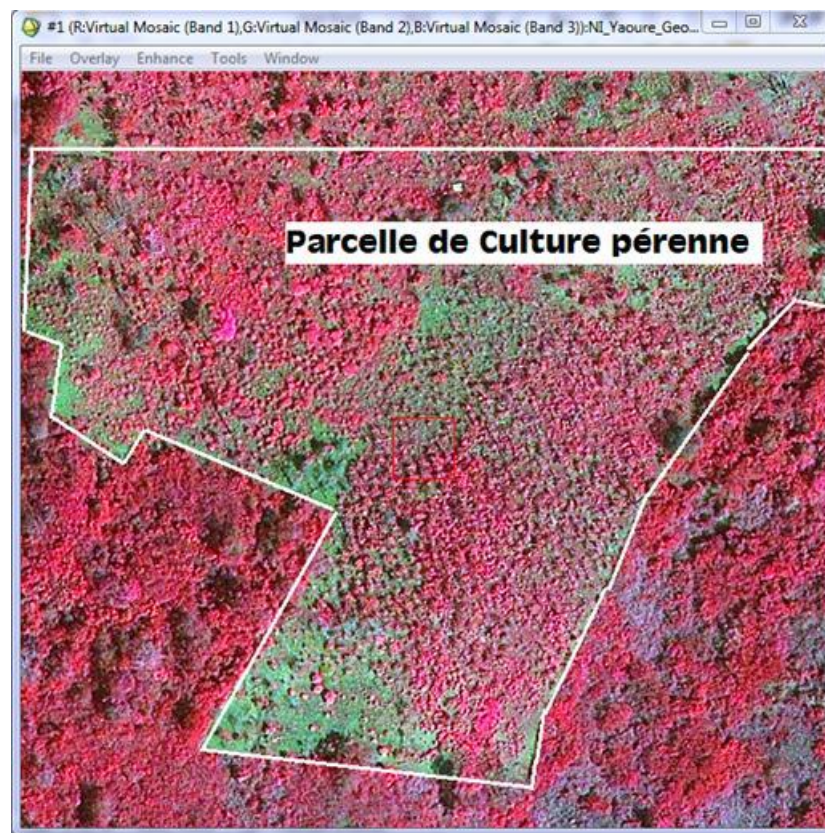 #1 (R:Virtual Mosaic (Band 1),G:Virtual Mosaic (Band 2),B:Virtual Mosaic (Band 3)):NI_Yaoure_Geo...
File Overlay Enhance Tools Window
Parcelle de Culture pérenne